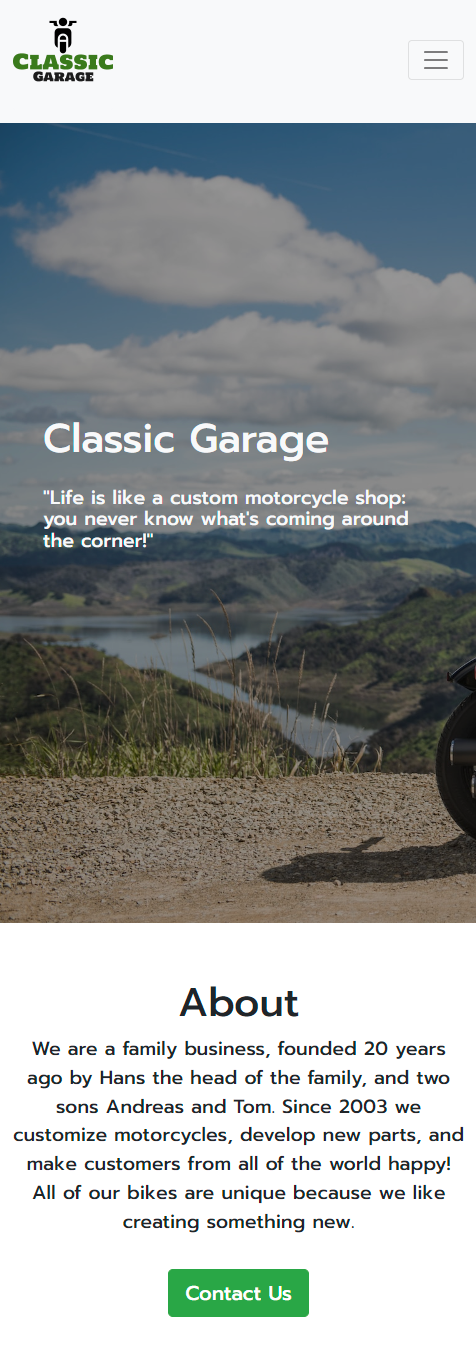 CLASSIC
GARAGE
Classic Garage
"Life is like a custom motorcycle shop:
you never know what's coming around
the corner!"
About
We are a family business, founded 20 years
ago by Hans the head of the family, and two
sons Andreas and Tom. Since 2003 we
customize motorcycles, develop new parts, and
make customers from all of the world happy!
All of our bikes are unique because we like
creating something new.
Contact Us